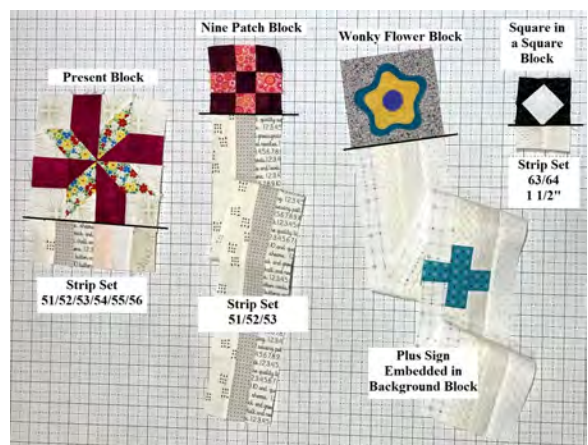 Present Block
Nine Patch Block
Wonky Flower Block
Square in
a Square
Block
Strip Set
51/52/53/54/55/56
Strip Set
51/52/53
Strip Set
63/64
1 1/2"
Plus Sign
Embedded in
Background Block